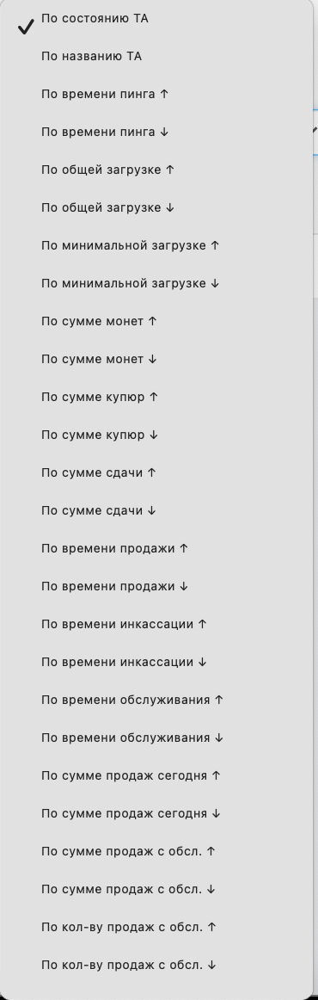 По состоянию ТА
По названию ТА
По времени пинга ↑
По времени пинга ↓
По общей загрузке ↑
По общей загрузке ↓
По минимальной загрузке ↑
По минимальной загрузке ↓
По сумме монет ↑
По сумме монет ↓
По сумме купюр ↑
По сумме купюр ↓
По сумме сдачи ↑
По сумме сдачи ↓
По времени продажи ↑
По времени продажи ↓
По времени инкассации ↑
По времени инкассации ↓
По времени обслуживания ↑
По времени обслуживания ↓
По сумме продаж сегодня ↑
По сумме продаж сегодня ↓
По сумме продаж с обсл. ↑
По сумме продаж с обсл. ↓
По кол-ву продаж с обсл. ↑
По кол-ву продаж с обсл. ↓